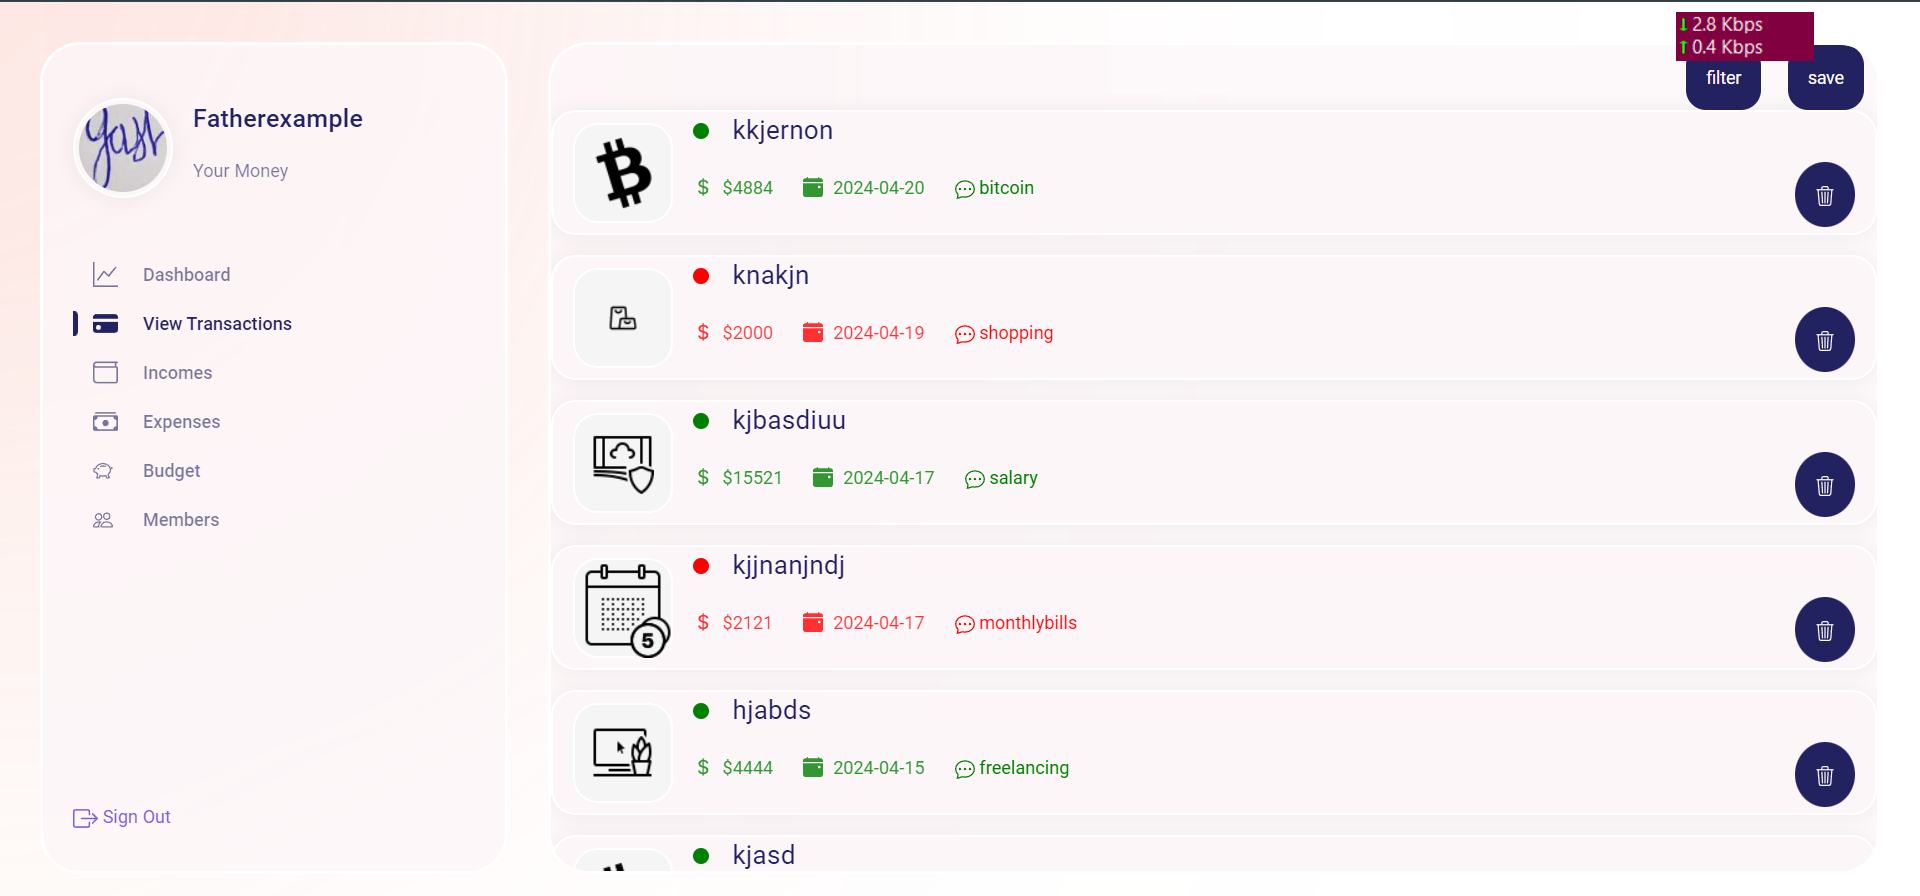 ↓ 2.8 Kbps
↑ 0.4 Kbps
filter
save
Yash
Fatherexample
Your Money
Dashboard
View Transactions
Incomes
Expenses
Budget
Members
Sign Out
kkjernon
$ $4884 2024-04-20 bitcoin
knakjn
$ $2000 2024-04-19 shopping
kjbasdiuu
$ $15521 2024-04-17 salary
kjjnanjndj
5
$ $2121 2024-04-17 monthlybills
hjabds
$ $4444 2024-04-15 freelancing
kjasd